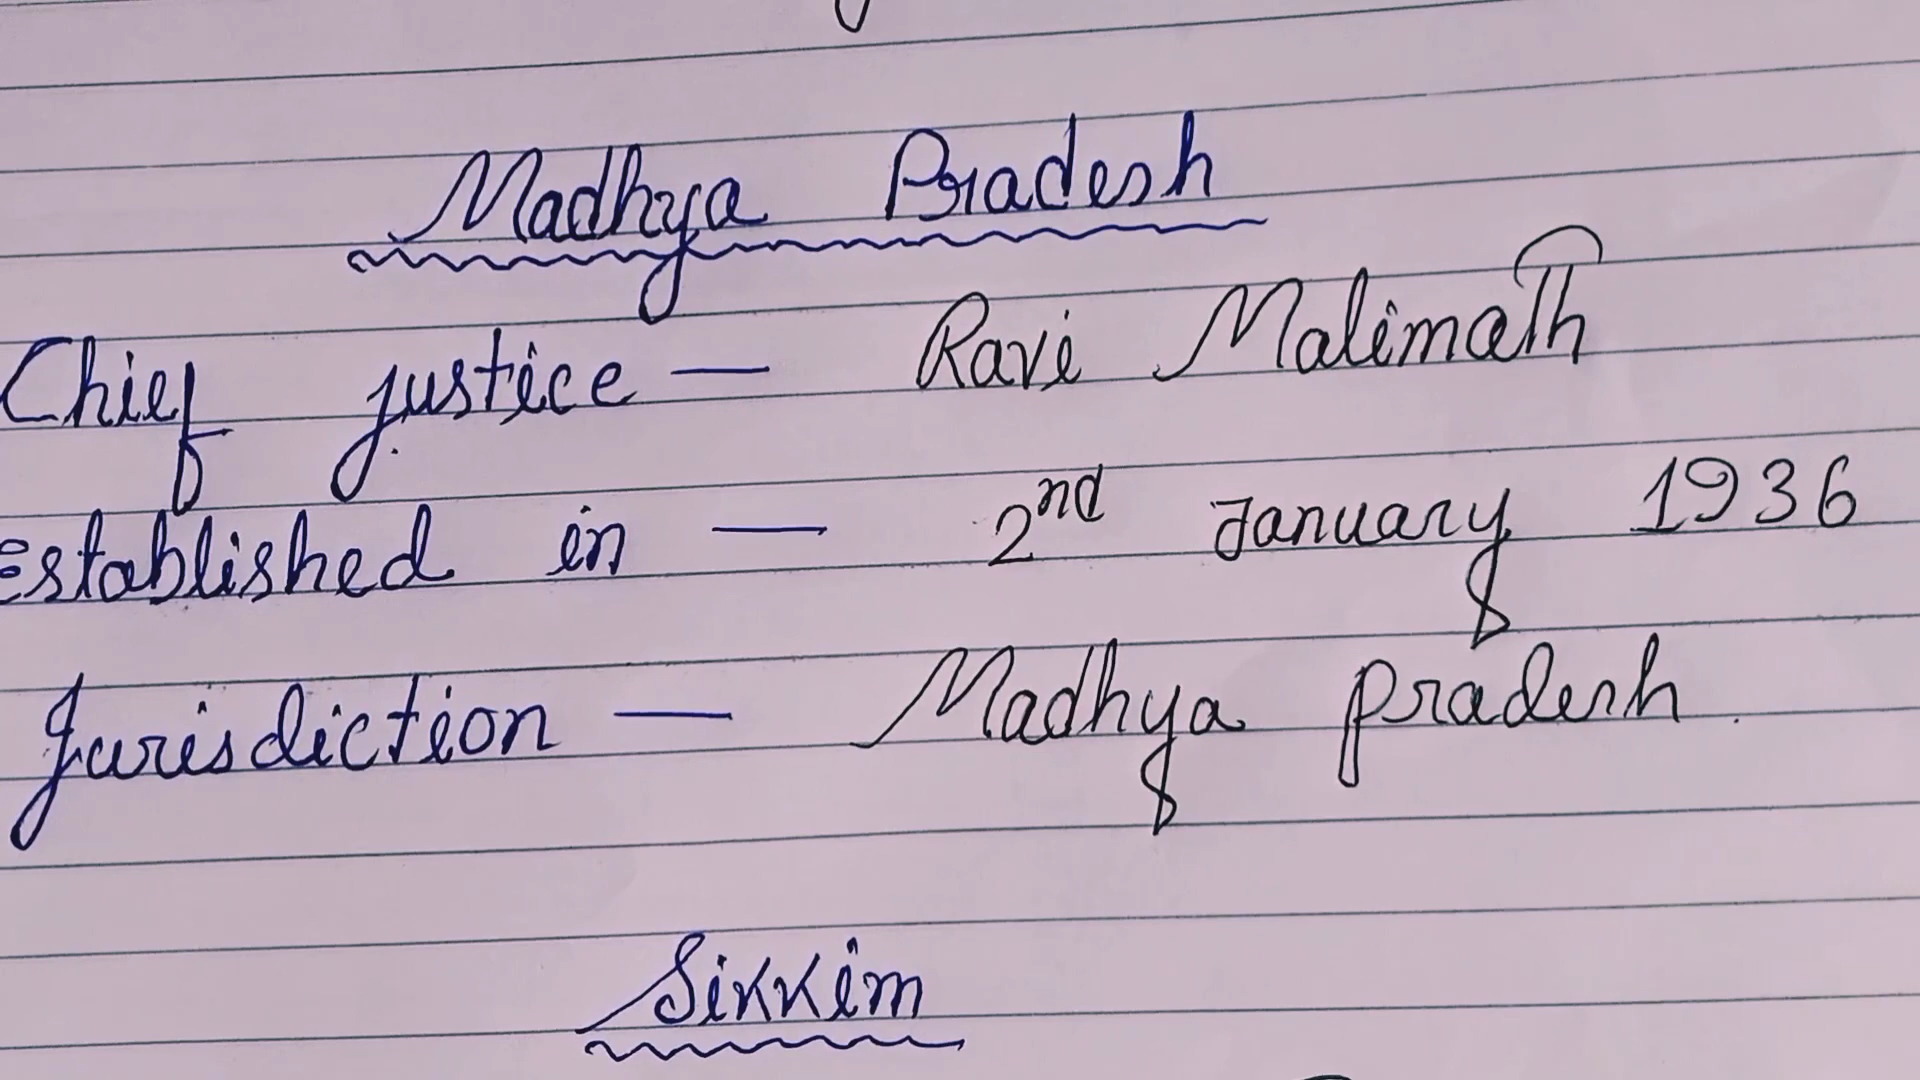 Madhya Pradesh
Chief justice — Ravi Malimath
Established in — 2nd January 1936
Jurisdiction — Madhya pradesh.
Sikkim